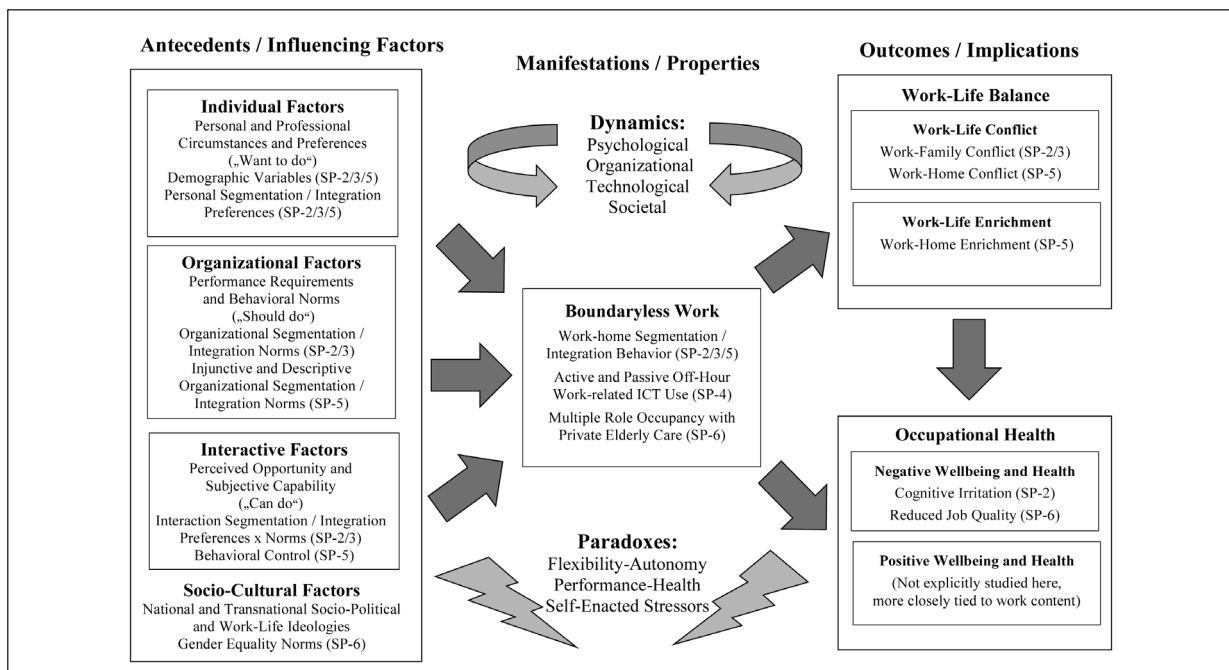 Antecedents / Influencing Factors
Individual Factors
Personal and Professional
Circumstances and Preferences
(„Want to do“)
Demographic Variables (SP-2/3/5)
Personal Segmentation / Integration
Preferences (SP-2/3/5)
Organizational Factors
Performance Requirements
and Behavioral Norms
(„Should do“)
Organizational Segmentation /
Integration Norms (SP-2/3)
Injunctive and Descriptive
Organizational Segmentation /
Integration Norms (SP-5)
Interactive Factors
Perceived Opportunity and
Subjective Capability
(„Can do“)
Interaction Segmentation / Integration
Preferences x Norms (SP-2/3)
Behavioral Control (SP-5)
Socio-Cultural Factors
National and Transnational Socio-Political
and Work-Life Ideologies
Gender Equality Norms (SP-6)
Manifestations / Properties
Dynamics:
Psychological
Organizational
Technological
Societal
Boundaryless Work
Work-home Segmentation /
Integration Behavior (SP-2/3/5)
Active and Passive Off-Hour
Work-related ICT Use (SP-4)
Multiple Role Occupancy with
Private Elderly Care (SP-6)
Paradoxes:
Flexibility-Autonomy
Performance-Health
Self-Enacted Stressors
Outcomes / Implications
Work-Life Balance
Work-Life Conflict
Work-Family Conflict (SP-2/3)
Work-Home Conflict (SP-5)
Work-Life Enrichment
Work-Home Enrichment (SP-5)
Occupational Health
Negative Wellbeing and Health
Cognitive Irritation (SP-2)
Reduced Job Quality (SP-6)
Positive Wellbeing and Health
(Not explicitly studied here,
more closely tied to work content)